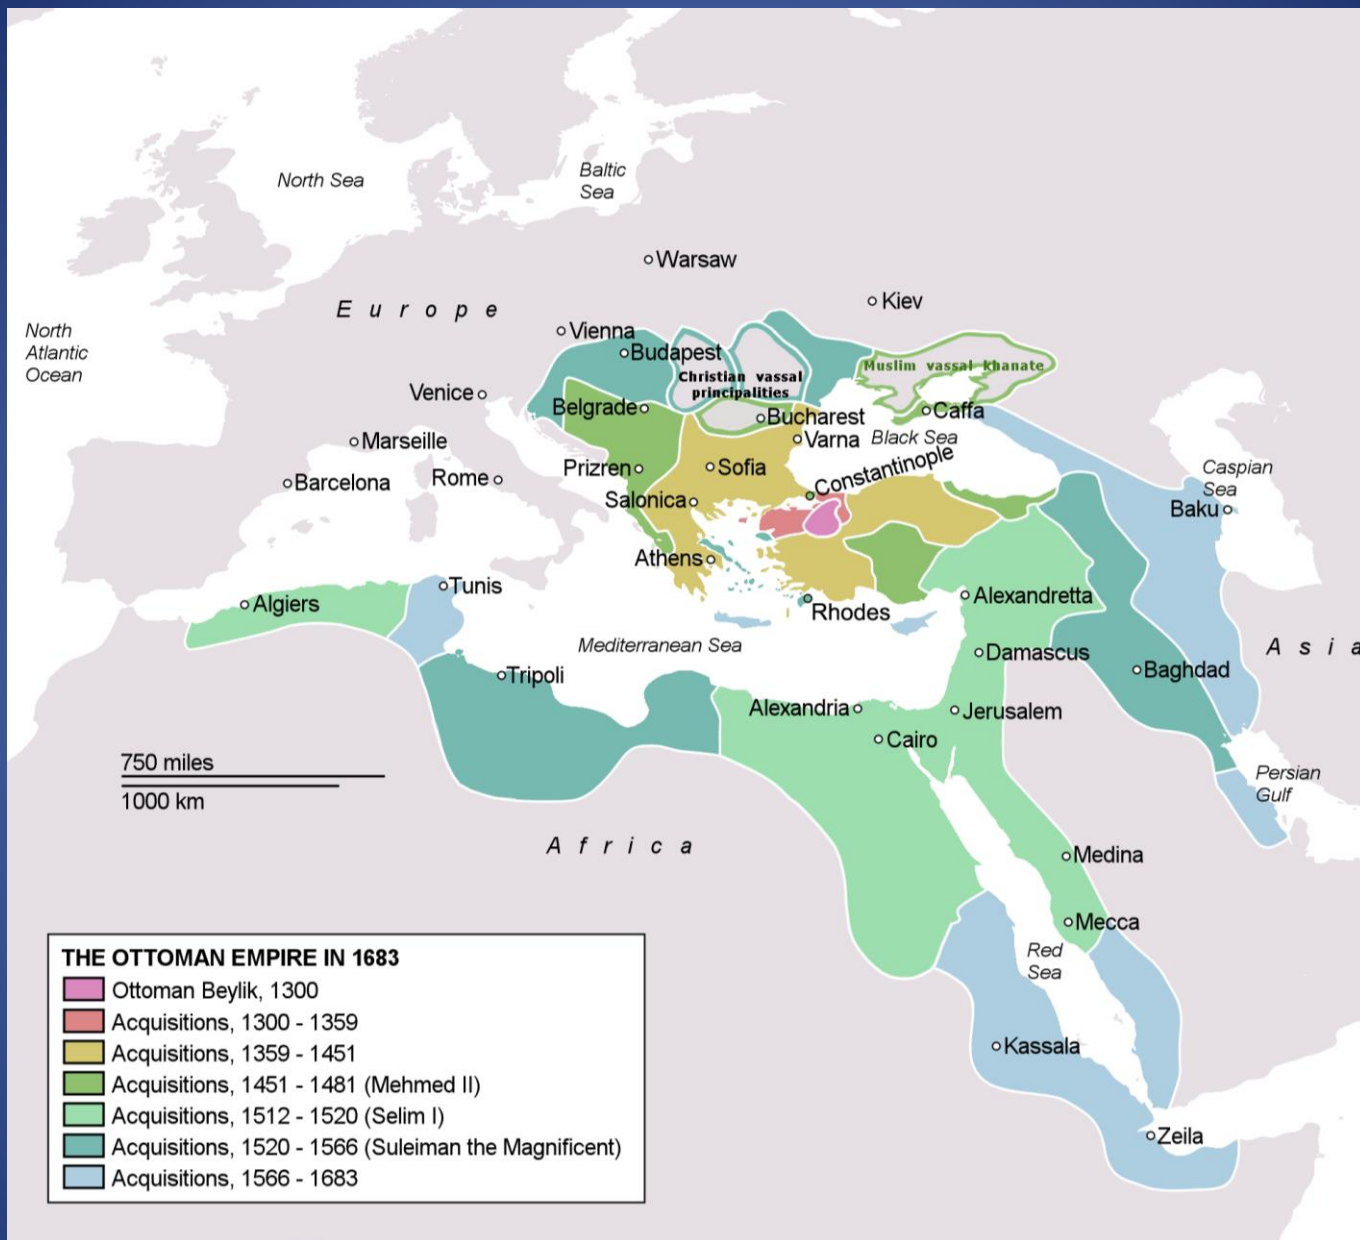 North Sea
Baltic
Sea
Warsaw
Europe
Kiev
North
Atlantic
Ocean
Vienna
Budapest
Christian vassal
principalities
Muslim vassal khanate
Venice
Belgrade
Bucharest
Caffa
Marseille
Varna
Black Sea
Prizren
Sofia
Constantinople
Caspian
Sea
Barcelona
Rome
Salonica
Baku
Athens
Tunis
Algiers
Rhodes
Alexandretta
Mediterranean Sea
Damascus
Asia
Tripoli
Baghdad
Alexandria
Jerusalem
Cairo
750 miles
1000 km
Persian
Gulf
Africa
Medina
Mecca
Red
Sea
Kassala
Zeila
THE OTTOMAN EMPIRE IN 1683
Ottoman Beylik, 1300
Acquisitions, 1300 - 1359
Acquisitions, 1359 - 1451
Acquisitions, 1451 - 1481 (Mehmed II)
Acquisitions, 1512 - 1520 (Selim I)
Acquisitions, 1520 - 1566 (Suleiman the Magnificent)
Acquisitions, 1566 - 1683